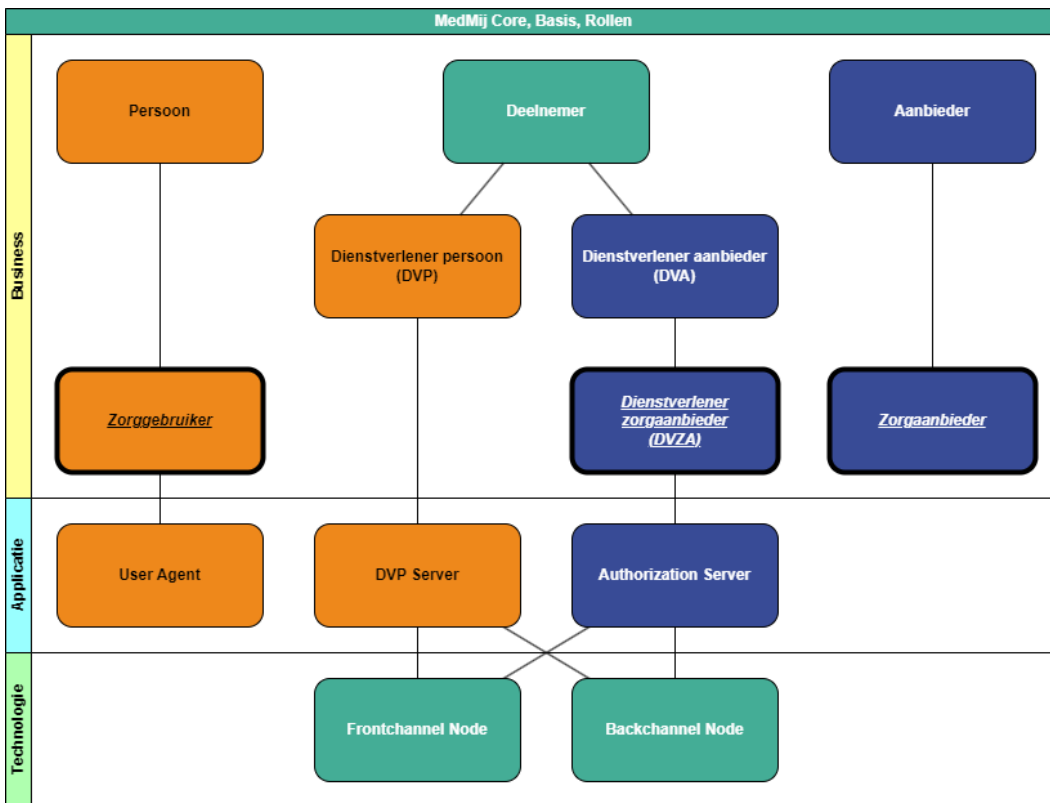 MedMij Core, Basis, Rollen
Business
Persoon
Deelnemer
Aanbieder
Dienstverlener persoon
(DVP)
Dienstverlener aanbieder
(DVA)
Zorggebruiker
Dienstverlener
zorgaanbieder
(DVZA)
Zorgaanbieder
Applicatie
User Agent
DVP Server
Authorization Server
Technologie
Frontchannel Node
Backchannel Node